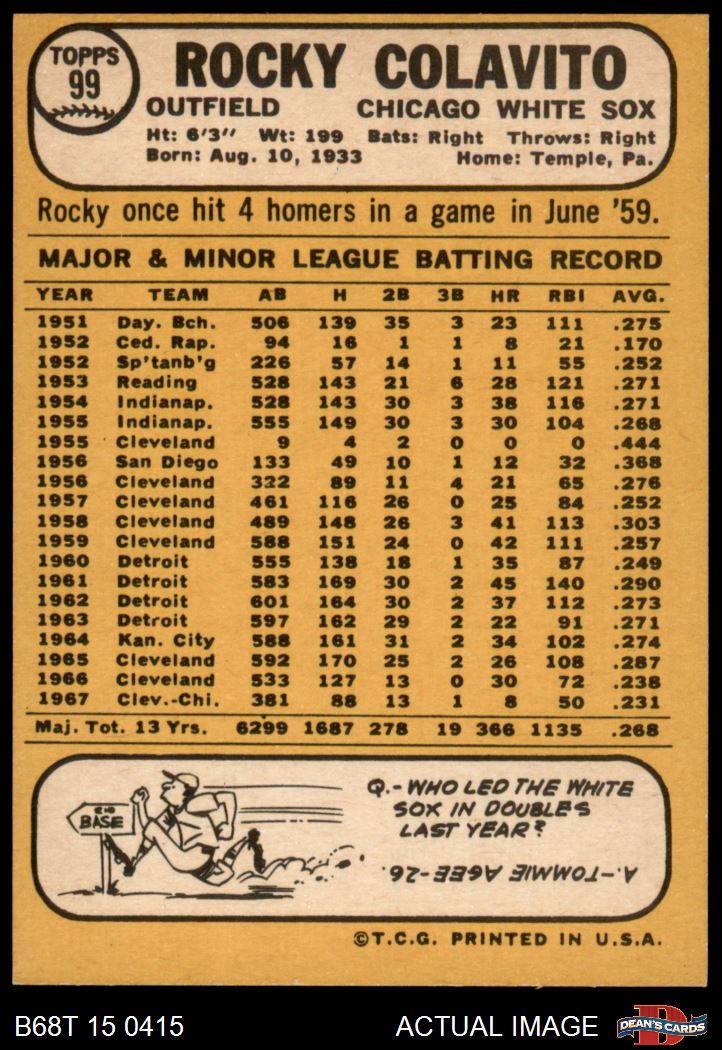 TOPPS
99
ROCKY COLAVITO
OUTFIELD CHICAGO WHITE SOX
Ht: 6'3" Wt: 199 Bats: Right Throws: Right
Born: Aug. 10, 1933 Home: Temple, Pa.
Rocky once hit 4 homers in a game in June '59.
MAJOR & MINOR LEAGUE BATTING RECORD
YEAR TEAM AB H 2B 3B HR RBI AVG.
1951 Day. Bch. 506 139 35 3 23 111 .275
1952 Ced. Rap. 94 16 1 1 8 21 .170
1952 Sp'tanb'g 226 57 14 1 11 55 .252
1953 Reading 528 143 21 6 28 121 .271
1954 Indianap. 528 143 30 3 38 116 .271
1955 Indianap. 555 149 30 3 30 104 .268
1955 Cleveland 9 4 2 0 0 0 .444
1956 San Diego 133 49 10 1 12 32 .368
1956 Cleveland 322 89 11 4 21 65 .276
1957 Cleveland 461 116 26 0 25 84 .252
1958 Cleveland 489 148 26 3 41 113 .303
1959 Cleveland 588 151 24 0 42 111 .257
1960 Detroit 555 138 18 1 35 87 .249
1961 Detroit 583 169 30 2 45 140 .290
1962 Detroit 601 164 30 2 37 112 .273
1963 Detroit 597 162 29 2 22 91 .271
1964 Kan. City 588 161 31 2 34 102 .274
1965 Cleveland 592 170 25 2 26 108 .287
1966 Cleveland 533 127 13 0 30 72 .238
1967 Clev.-Chi. 381 88 13 1 8 50 .231
Maj. Tot. 13 Yrs. 6299 1687 278 19 366 1135 .268
2ND
BASE
Q.- WHO LED THE WHITE
SOX IN DOUBLES
LAST YEAR?
A.-TOMMIE AGEE-26.
©T.C.G. PRINTED IN U.S.A.
B68T 15 0415 ACTUAL IMAGE D DEAN'S CARDS